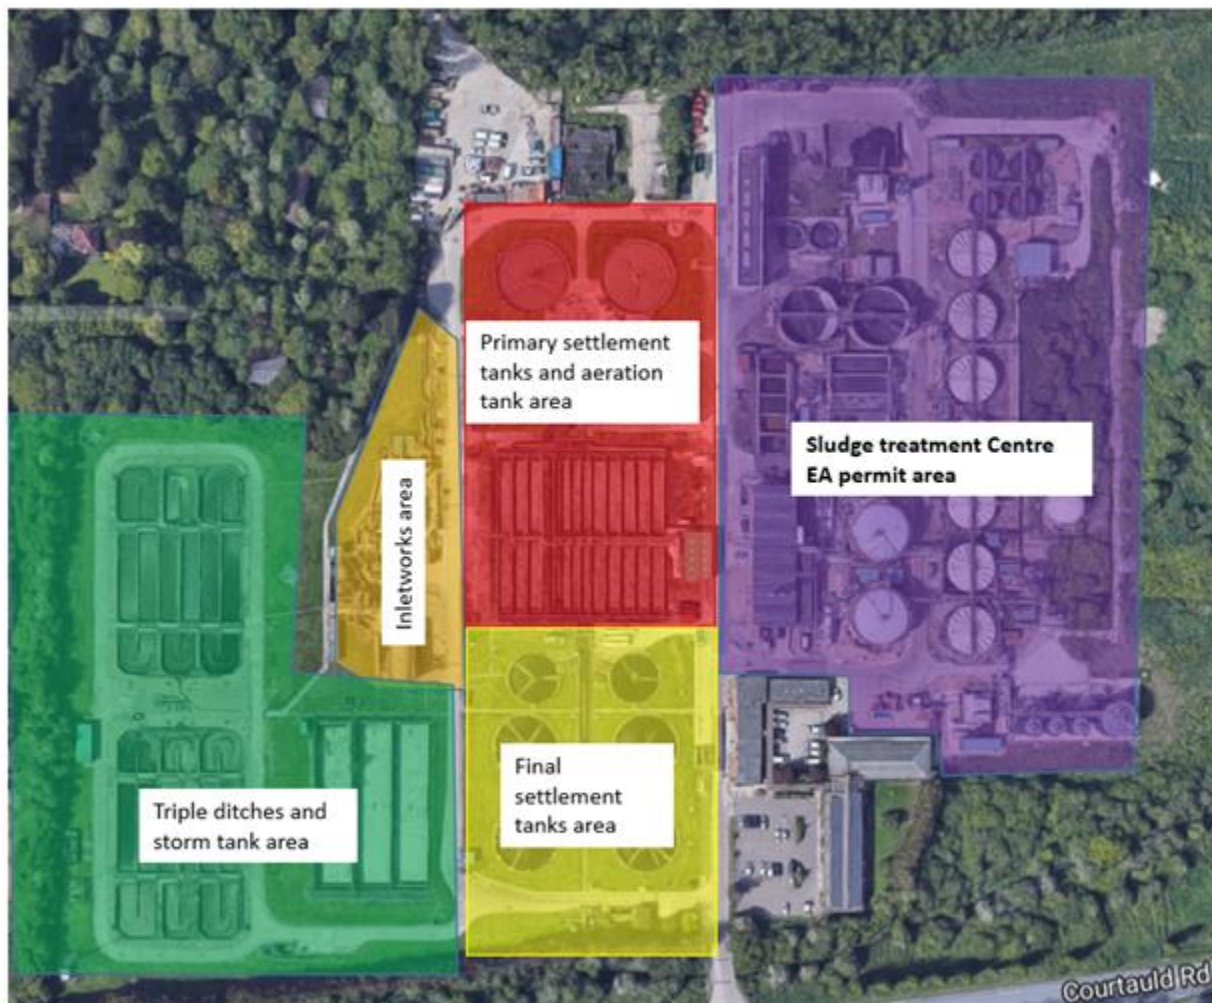 Primary settlement
tanks and aeration
tank area
Sludge treatment Centre
EA permit area
Inletworks area
Final
settlement
tanks area
Triple ditches and
storm tank area
Courtauld Rd